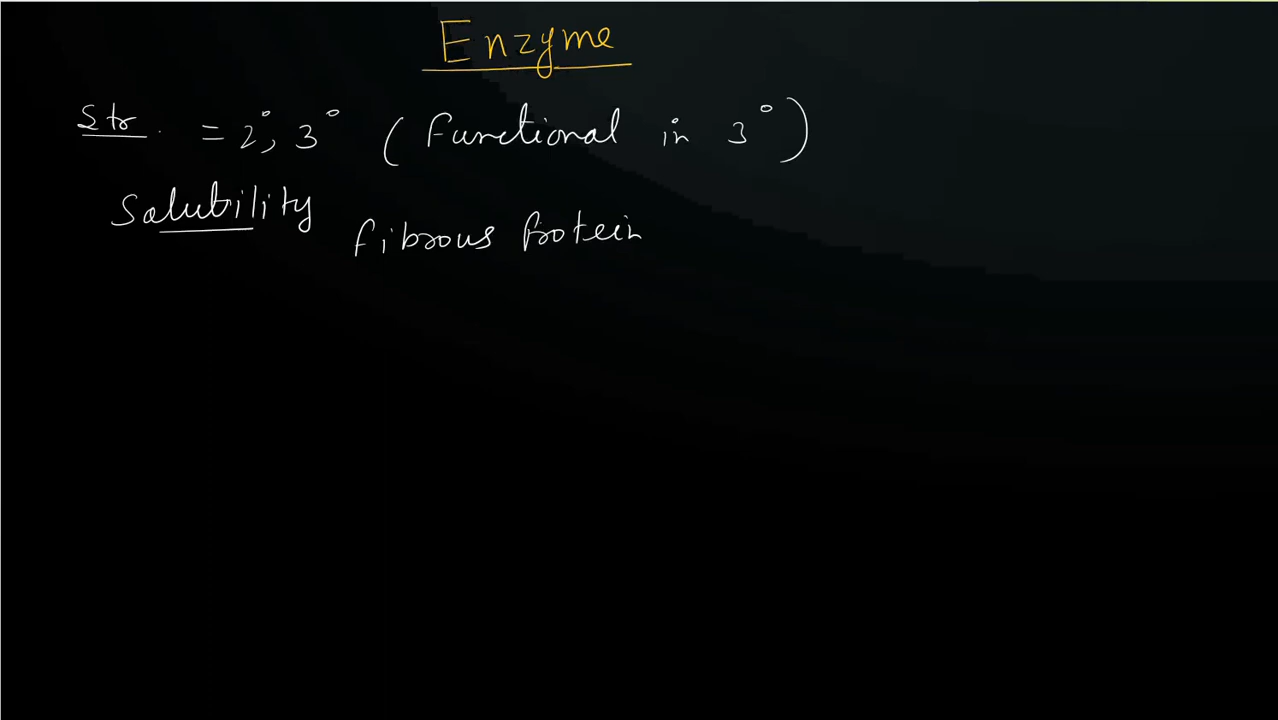 Enzyme
Str. = 2°, 3° (functional in 3°)
Solubility fibrous Protein